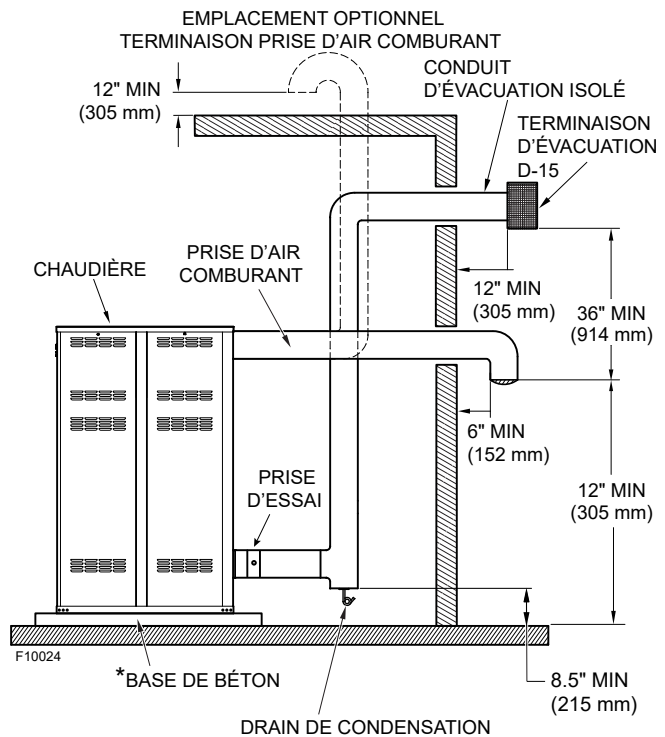 EMPLACEMENT OPTIONNEL
TERMINAISON PRISE D'AIR COMBURANT
12" MIN
(305 mm)
CONDUIT
D'ÉVACUATION ISOLÉ
TERMINAISON
D'ÉVACUATION
D-15
PRISE D'AIR
COMBURANT
CHAUDIÈRE
12" MIN
(305 mm)
36" MIN
(914 mm)
6" MIN
(152 mm)
PRISE
D'ESSAI
12" MIN
(305 mm)
F10024
*BASE DE BÉTON
8.5" MIN
(215 mm)
DRAIN DE CONDENSATION